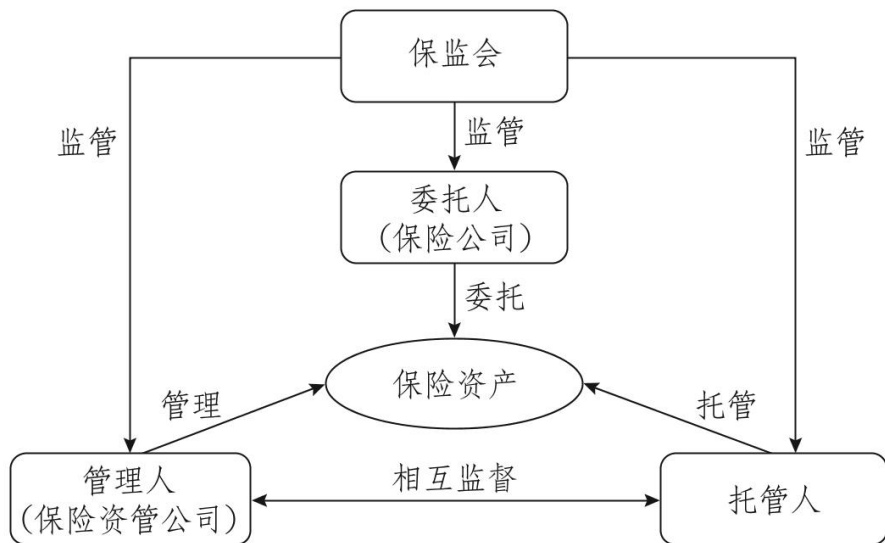 保监会
监管
监管
监管
委托人
(保险公司)
委托
保险资产
管理
托管
管理人
(保险资管公司)
相互监督
托管人